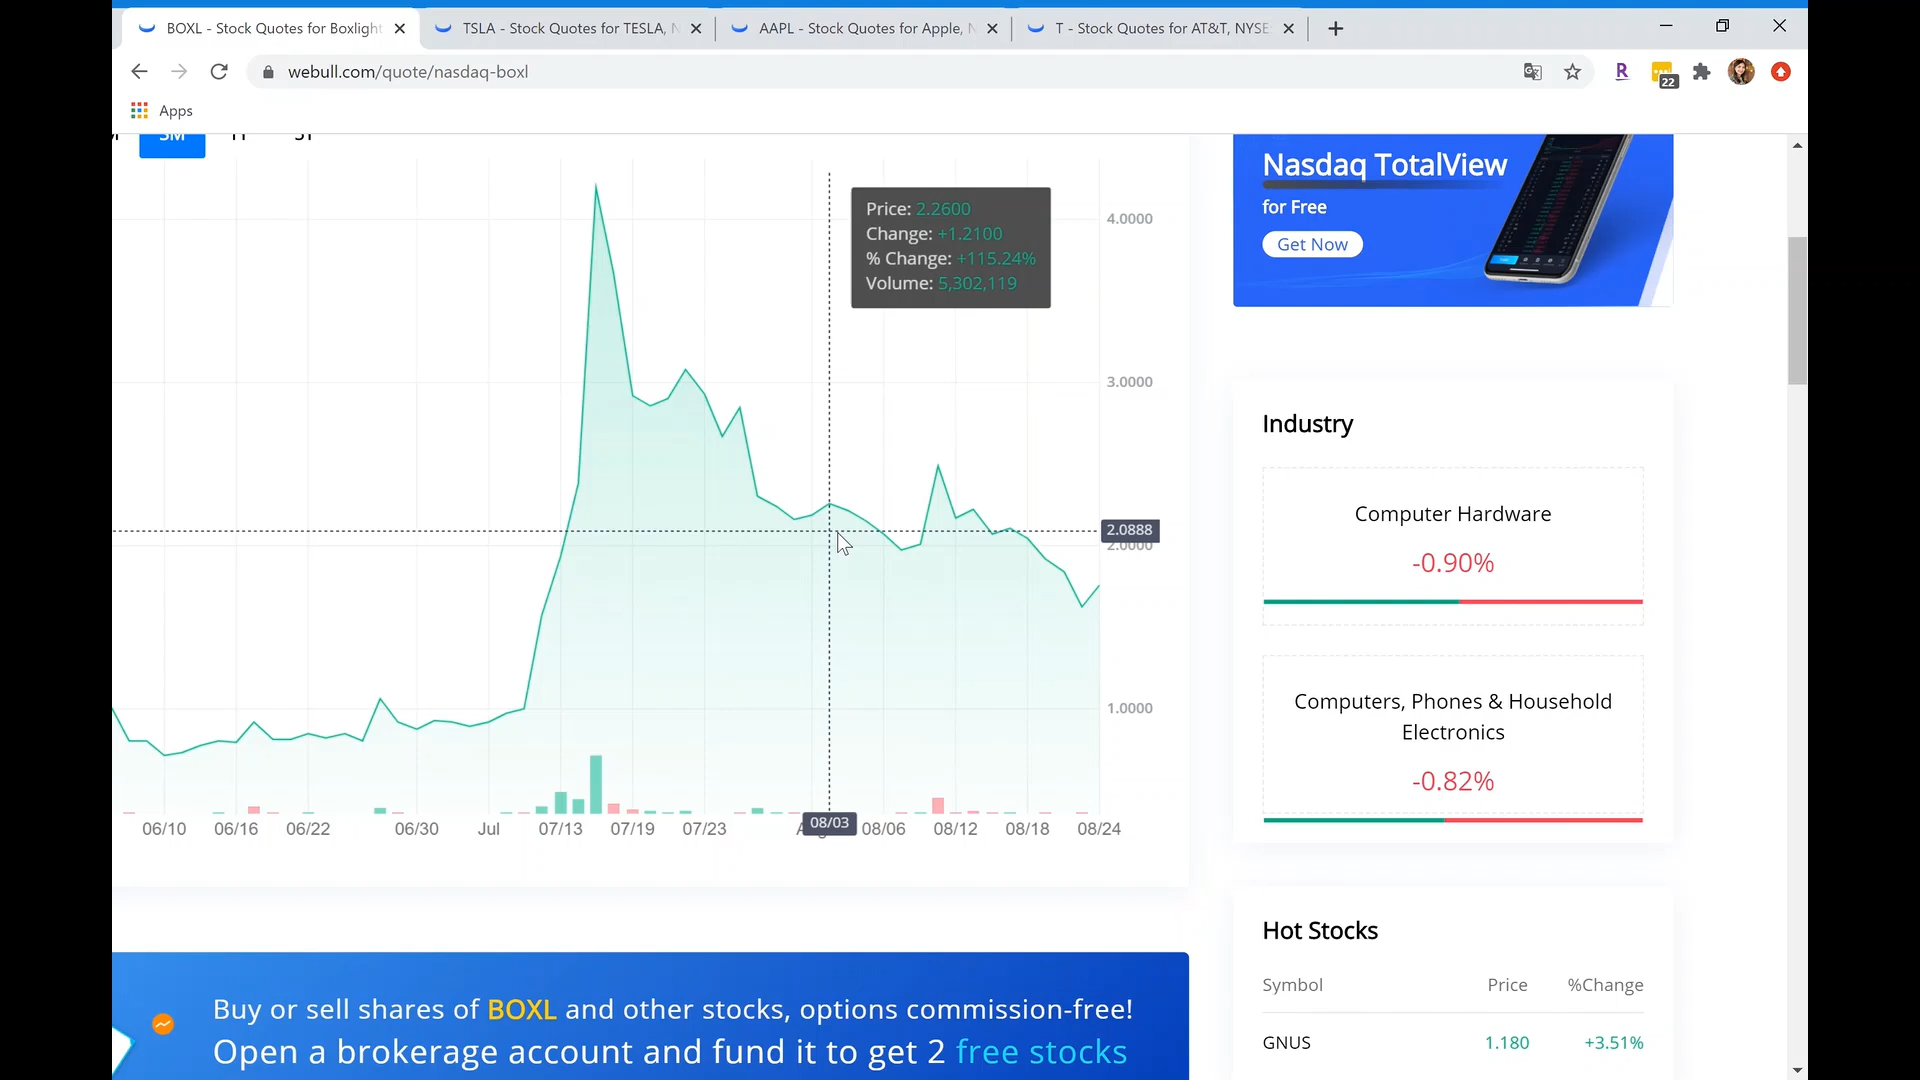 BOXL - Stock Quotes for Boxlight
TSLA - Stock Quotes for TESLA, N
AAPL - Stock Quotes for Apple, N
T - Stock Quotes for AT&T, NYSE:
webull.com/quote/nasdaq-boxl
R
22
Apps
3M
Price: 2.2600
Change: +1.2100
% Change: +115.24%
Volume: 5,302,119
4.0000
3.0000
2.0888
2.0000
1.0000
06/10
06/16
06/22
06/30
Jul
07/13
07/19
07/23
08/03
08/06
08/12
08/18
08/24
Buy or sell shares of BOXL and other stocks, options commission-free!
Open a brokerage account and fund it to get 2 free stocks
Nasdaq TotalView
for Free
Get Now
Industry
Computer Hardware
-0.90%
Computers, Phones & Household
Electronics
-0.82%
Hot Stocks
Symbol Price %Change
GNUS 1.180 +3.51%